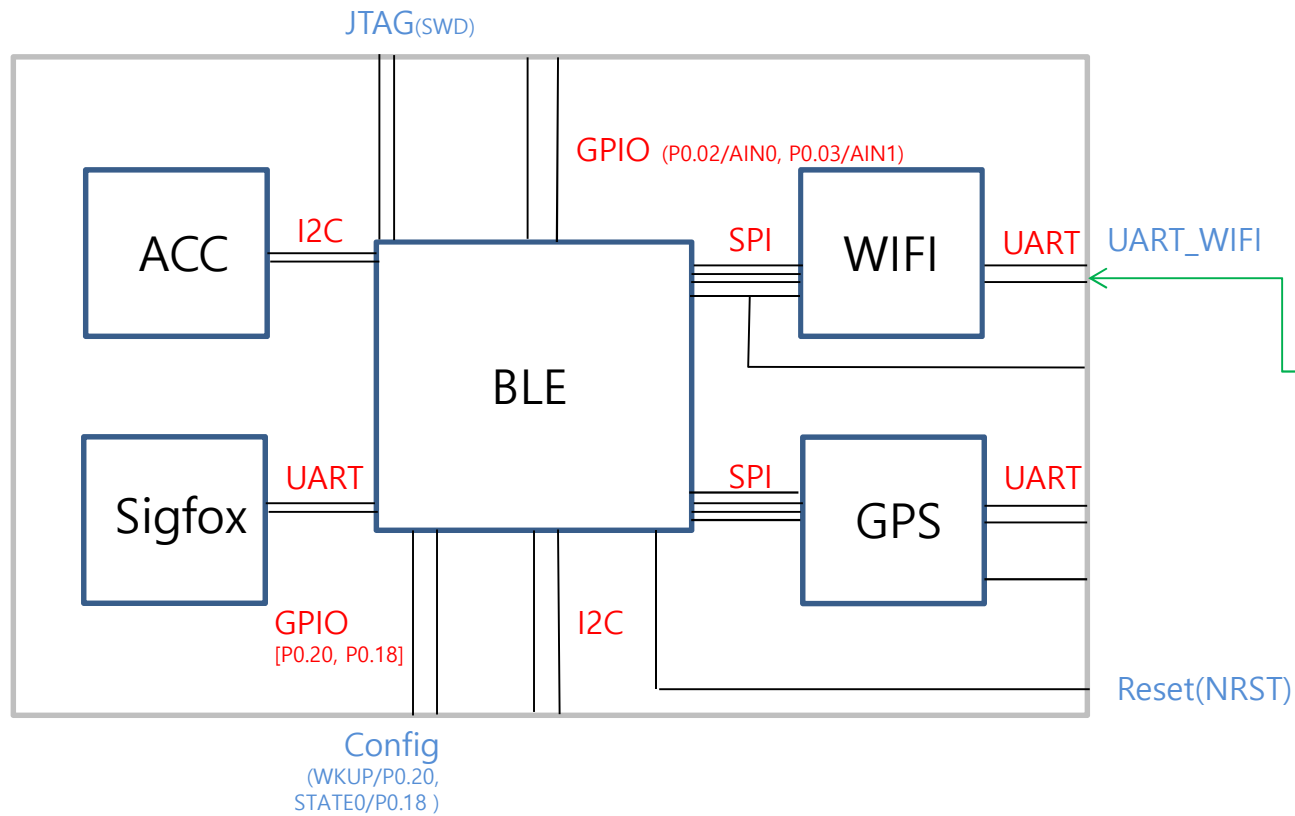 JTAG(SWD)
GPIO (P0.02/AIN0, P0.03/AIN1)
ACC
I2C
SPI
WIFI
UART
UART_WIFI
BLE
Sigfox
UART
SPI
GPS
UART
GPIO
[P0.20, P0.18]
I2C
Reset(NRST)
Config
(WKUP/P0.20,
STATE0/P0.18 )